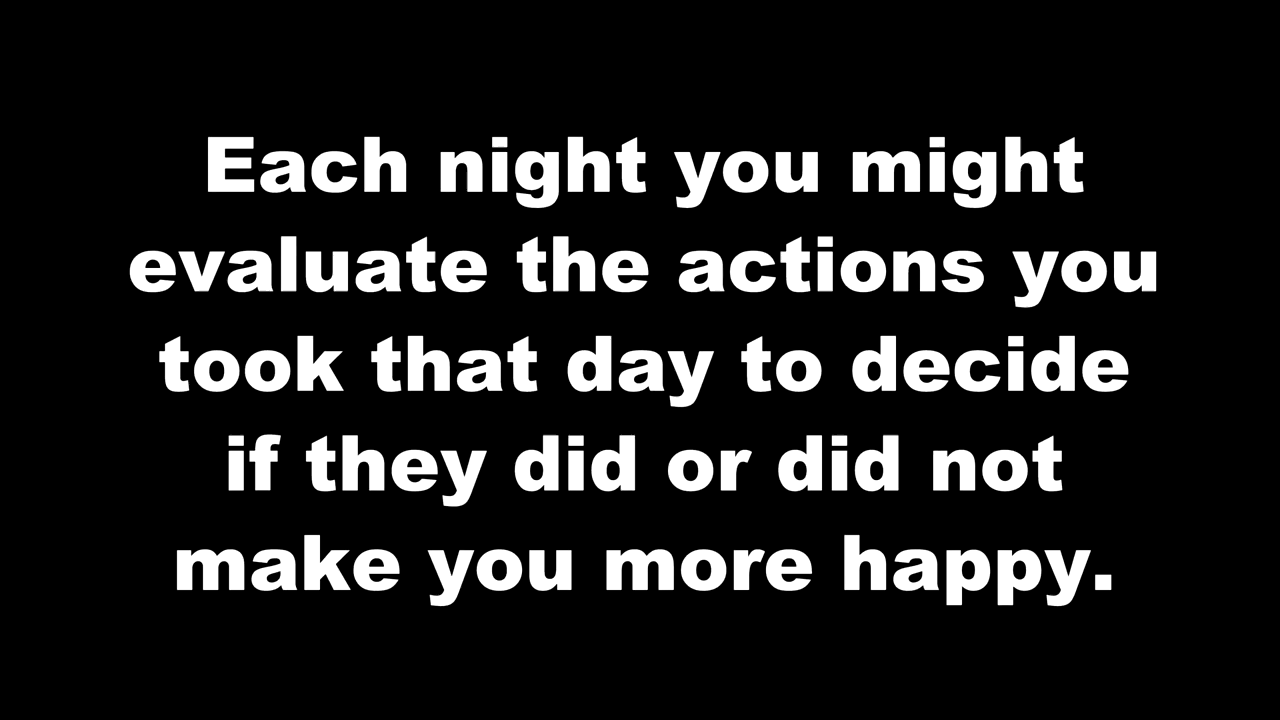 Each night you might
evaluate the actions you
took that day to decide
if they did or did not
make you more happy.